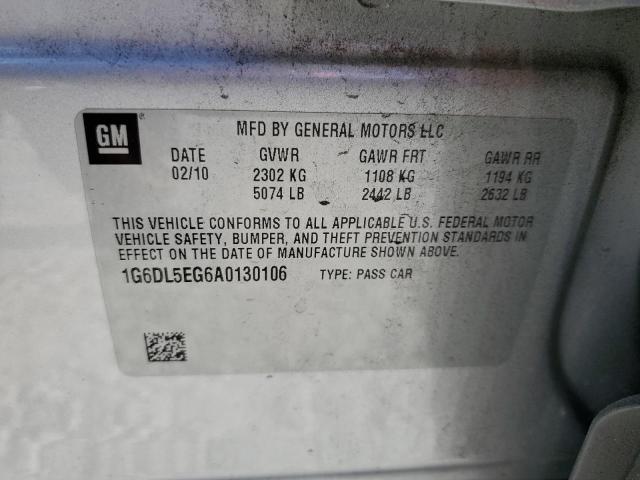 GM
MFD BY GENERAL MOTORS LLC
DATE GVWR GAWR FRT GAWR RR
02/10 2302 KG 1108 KG 1194 KG
5074 LB 2442 LB 2632 LB
THIS VEHICLE CONFORMS TO ALL APPLICABLE U.S. FEDERAL MOTOR
VEHICLE SAFETY, BUMPER, AND THEFT PREVENTION STANDARDS IN
EFFECT ON THE DATE OF MANUFACTURE SHOWN ABOVE.
1G6DL5EG6A0130106 TYPE: PASS CAR